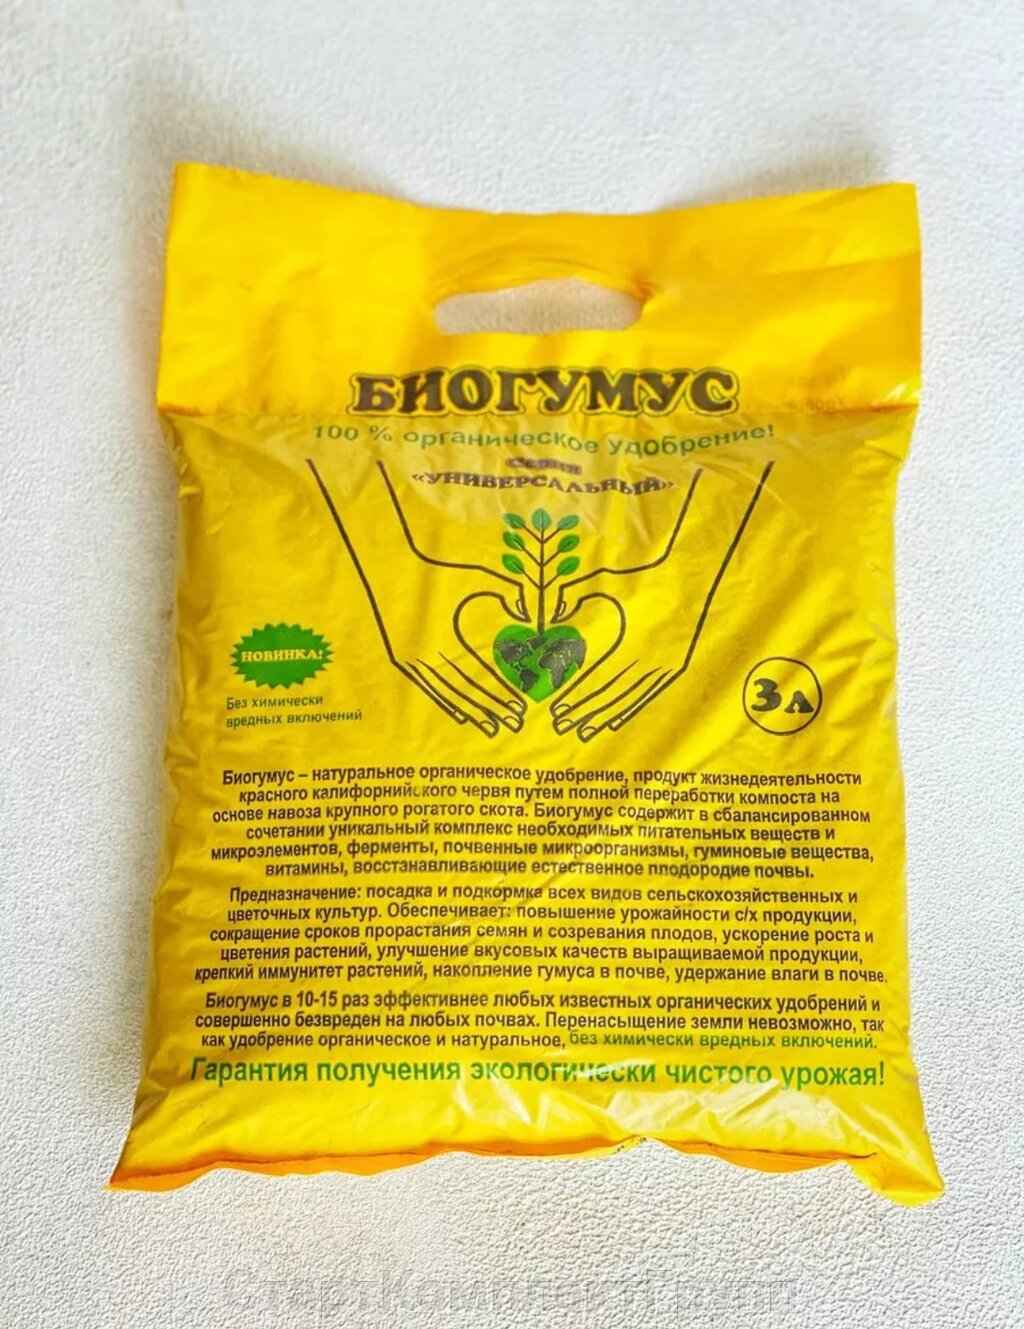 БИОГУМУС
100 % органическое удобрение!
«УНИВЕРСАЛЬНЫЙ»
НОВИНКА!
Без химически
вредных включений
3 л
Биогумус – натуральное органическое удобрение, продукт жизнедеятельности
красного калифорнийского червя путем полной переработки компоста на
основе навоза крупного рогатого скота. Биогумус содержит в сбалансированном
сочетании уникальный комплекс необходимых питательных веществ и
микроэлементов, ферменты, почвенные микроорганизмы, гуминовые вещества,
витамины, восстанавливающие естественное плодородие почвы.
Предназначение: посадка и подкормка всех видов сельскохозяйственных и
цветочных культур. Обеспечивает: повышение урожайности с/х продукции,
сокращение сроков прорастания семян и созревания плодов, ускорение роста и
цветения растений, улучшение вкусовых качеств выращиваемой продукции,
крепкий иммунитет растений, накопление гумуса в почве, удержание влаги в почве.
Биогумус в 10-15 раз эффективнее любых известных органических удобрений и
совершенно безвреден на любых почвах. Перенасыщение земли невозможно, так
как удобрение органическое и натуральное, без химически вредных включений.
Гарантия получения экологически чистого урожая!
СтартКомплектГрупп